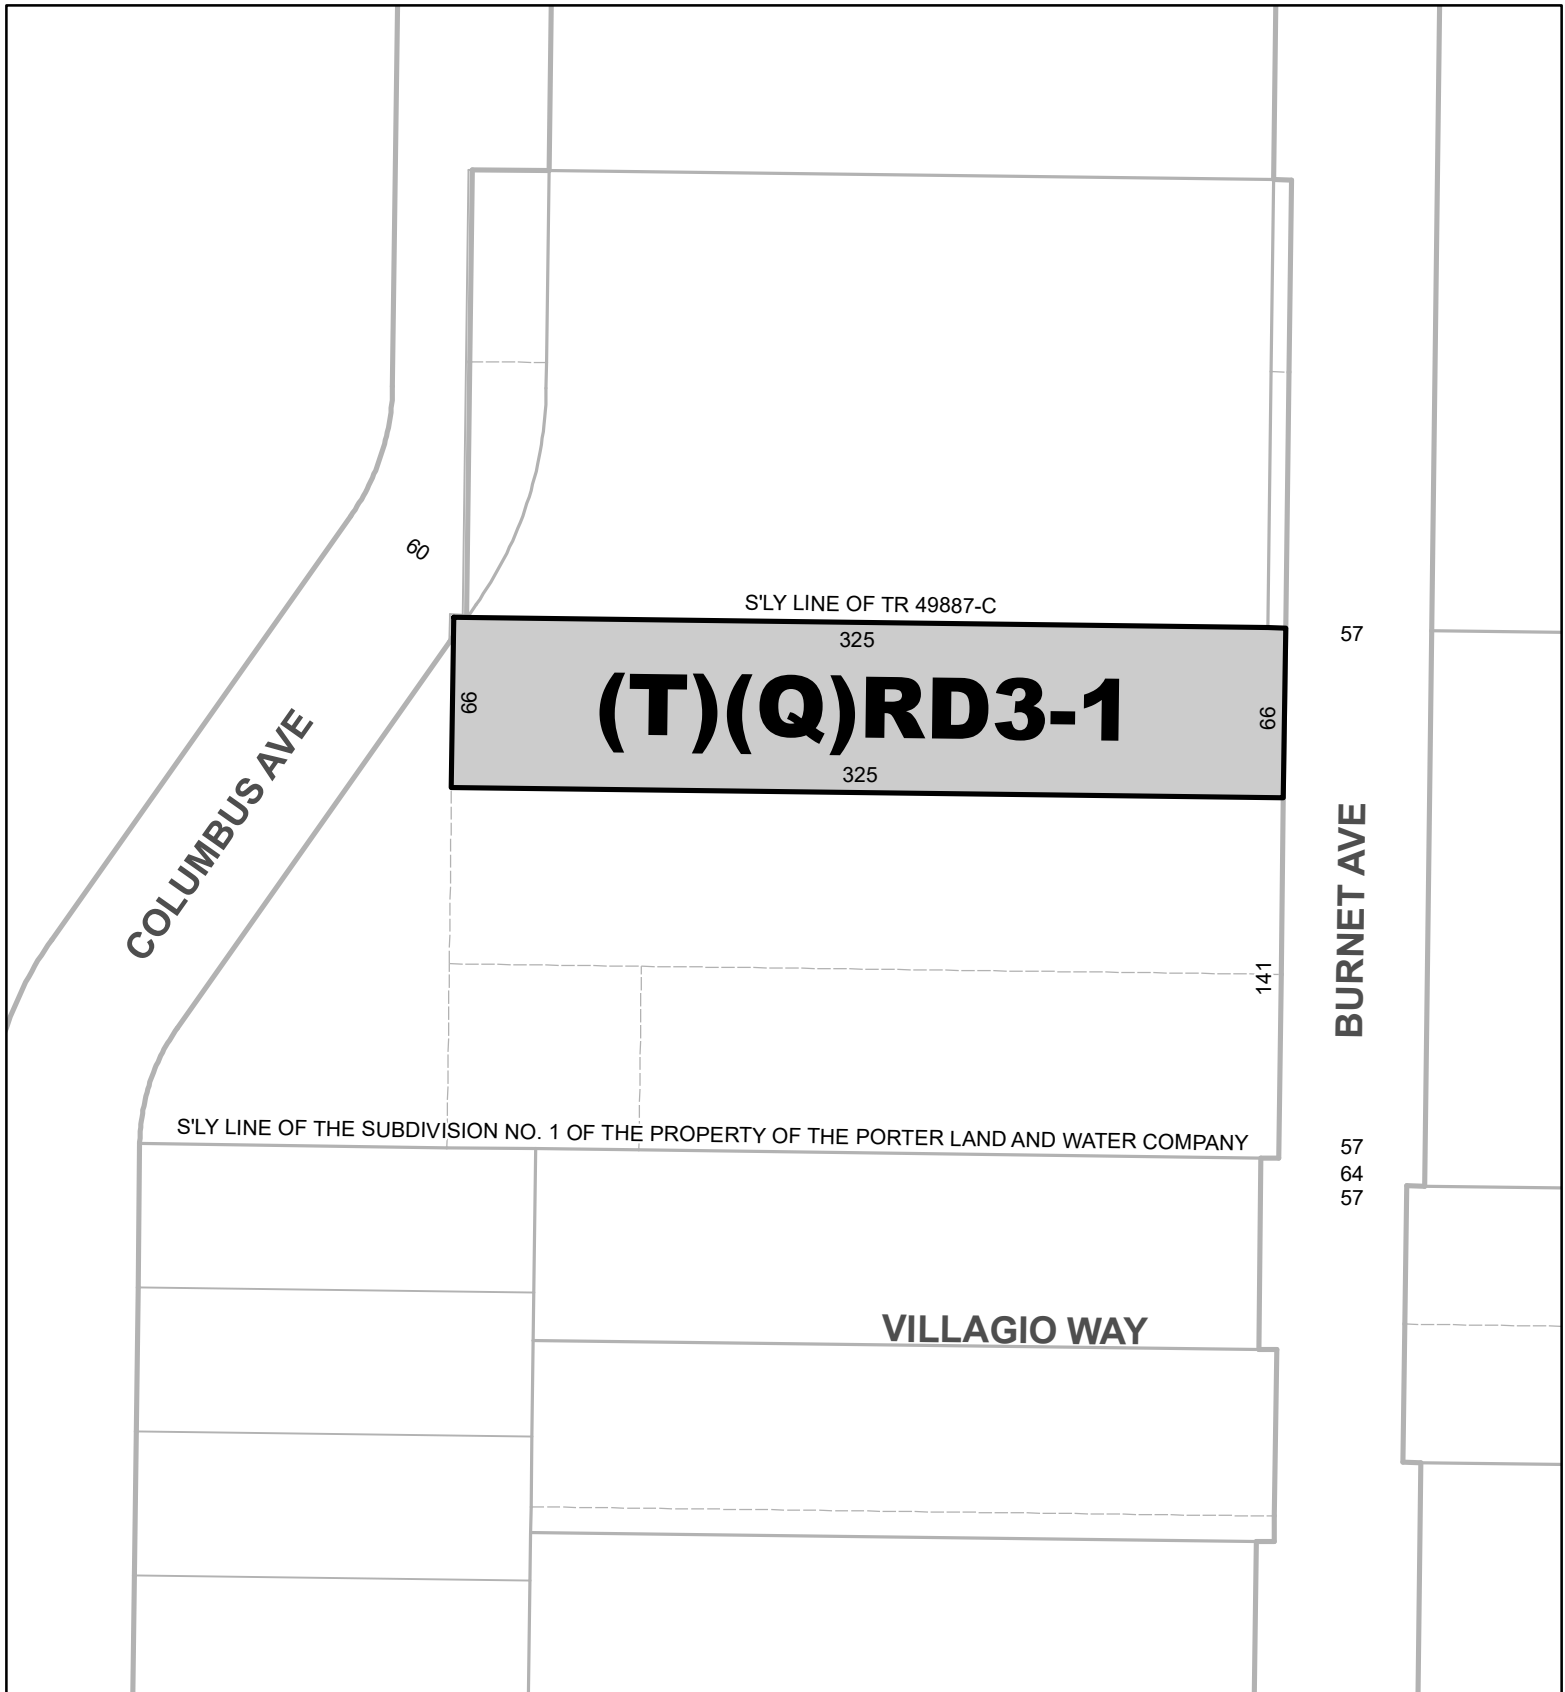 60
S'LY LINE OF TR 49887-C
325
57
66
(T)(Q)RD3-1
66
325
COLUMBUS AVE
BURNET AVE
141
S'LY LINE OF THE SUBDIVISION NO. 1 OF THE PROPERTY OF THE PORTER LAND AND WATER COMPANY
57
64
57
VILLAGIO WAY